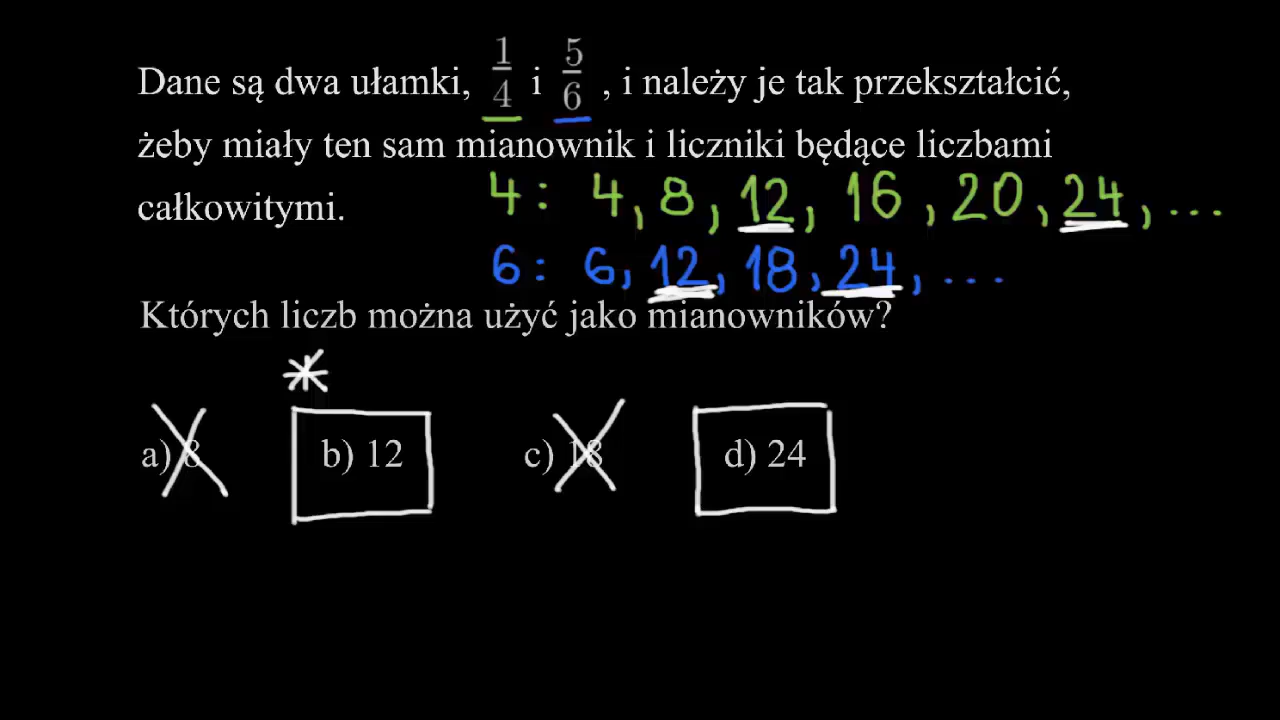 Dane są dwa ułamki, 1/4 i 5/6 , i należy je tak przekształcić,
żeby miały ten sam mianownik i liczniki będące liczbami
całkowitymi.
4: 4, 8, 12, 16, 20, 24, ...
6: 6, 12, 18, 24, ...
Których liczb można użyć jako mianowników?
*
a) 8 b) 12 c) 18 d) 24